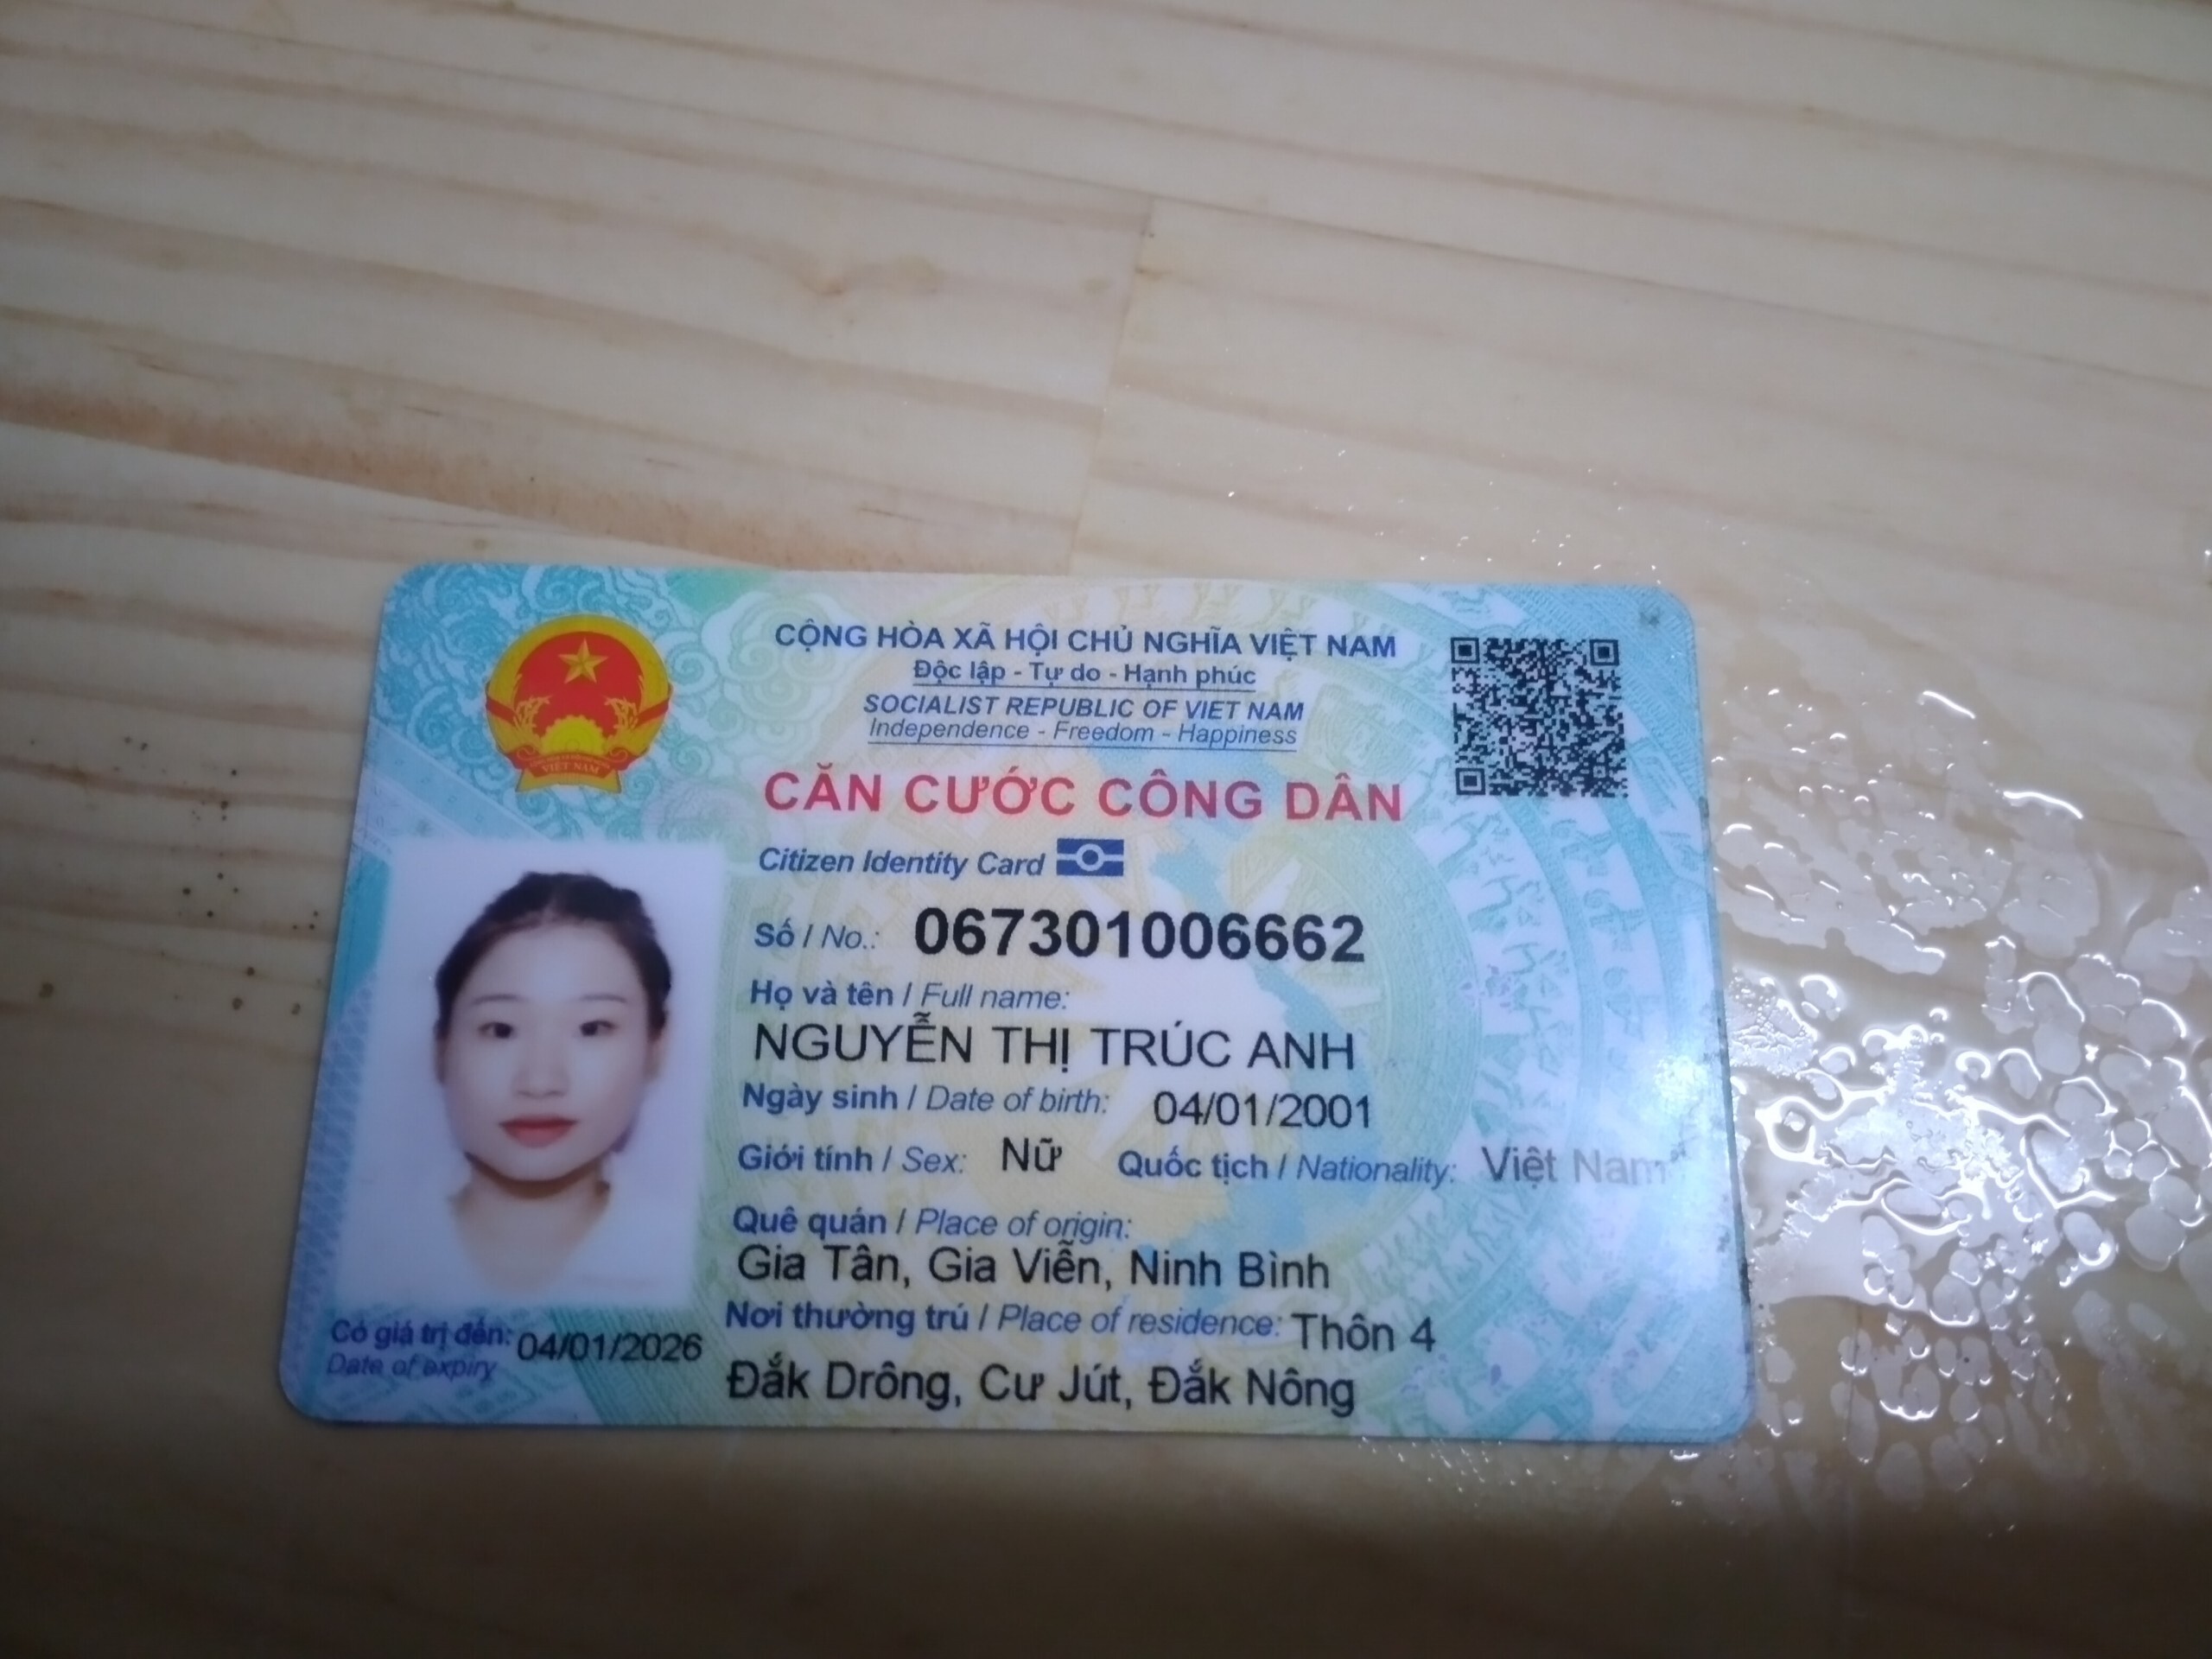 CỘNG HÒA XÃ HỘI CHỦ NGHĨA VIỆT NAM
Độc lập - Tự do - Hạnh phúc
SOCIALIST REPUBLIC OF VIET NAM
Independence - Freedom - Happiness
CĂN CƯỚC CÔNG DÂN
Citizen Identity Card
Số / No.: 067301006662
Họ và tên / Full name:
NGUYỄN THỊ TRÚC ANH
Ngày sinh / Date of birth: 04/01/2001
Giới tính / Sex: Nữ Quốc tịch / Nationality: Việt Nam
Quê quán / Place of origin:
Gia Tân, Gia Viễn, Ninh Bình
Nơi thường trú / Place of residence: Thôn 4
Đắk Drông, Cư Jút, Đắk Nông
Có giá trị đến: 04/01/2026
Date of expiry
VIỆT NAM